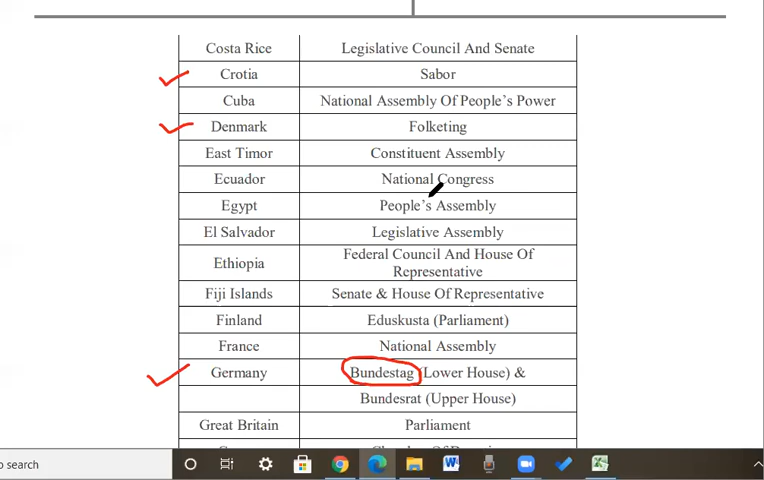 Costa Rice Legislative Council And Senate
Crotia Sabor
Cuba National Assembly Of People's Power
Denmark Folketing
East Timor Constituent Assembly
Ecuador National Congress
Egypt People's Assembly
El Salvador Legislative Assembly
Ethiopia Federal Council And House Of
Representative
Fiji Islands Senate & House Of Representative
Finland Eduskusta (Parliament)
France National Assembly
Germany Bundestag (Lower House) &
Bundesrat (Upper House)
Great Britain Parliament
o search